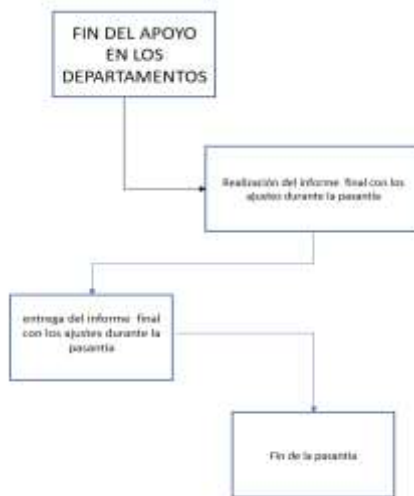 FIN DEL APOYO
EN LOS
DEPARTAMENTOS
Realización del informe final con los
ajustes durante la pasantía
entrega del informe final
con los ajustes durante la
pasantía
Fin de la pasantía